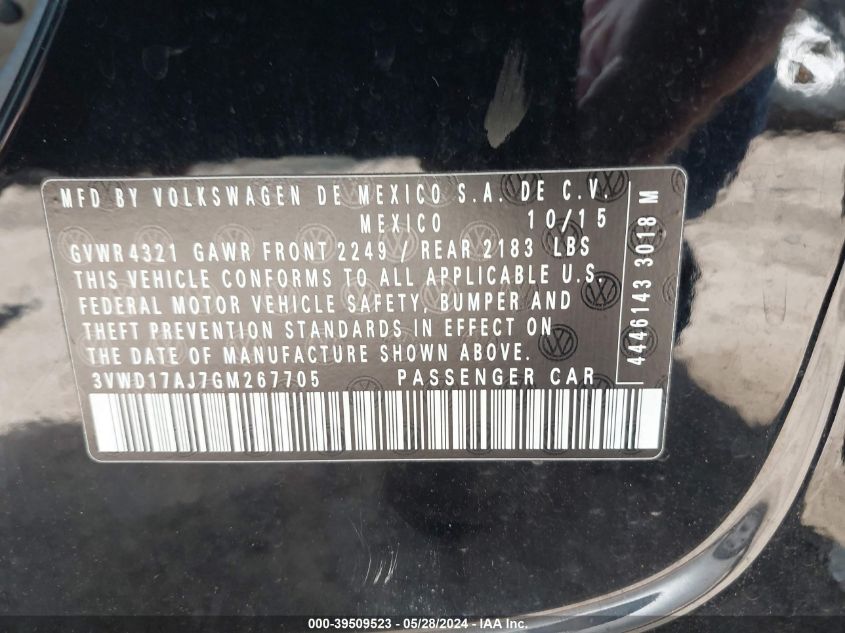 MFD BY VOLKSWAGEN DE MEXICO S.A. DE C.V.
MEXICO 10/15
GVWR 4321 GAWR FRONT 2249 / REAR 2183 LBS
THIS VEHICLE CONFORMS TO ALL APPLICABLE U.S.
FEDERAL MOTOR VEHICLE SAFETY, BUMPER AND
THEFT PREVENTION STANDARDS IN EFFECT ON
THE DATE OF MANUFACTURE SHOWN ABOVE.
3VWD17AJ7GM267705 PASSENGER CAR
4446143 3018 M
000-39509523 - 05/28/2024 - IAA, Inc.